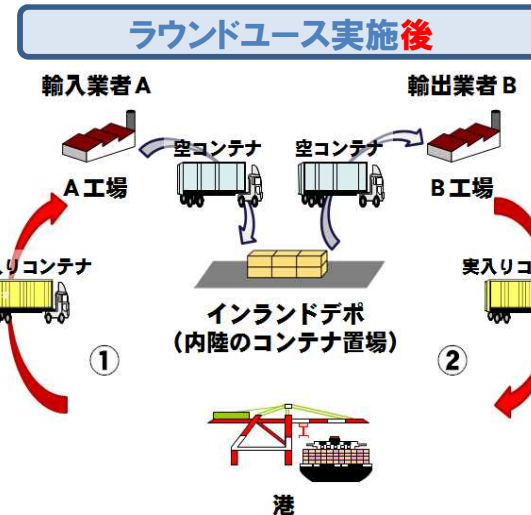 ラウンドユース実施後
輸入業者A
輸出業者B
空コンテナ
空コンテナ
A工場
B工場
入りコンテナ
実入りコ
インランドデポ
（内陸のコンテナ置場）
①
②
港